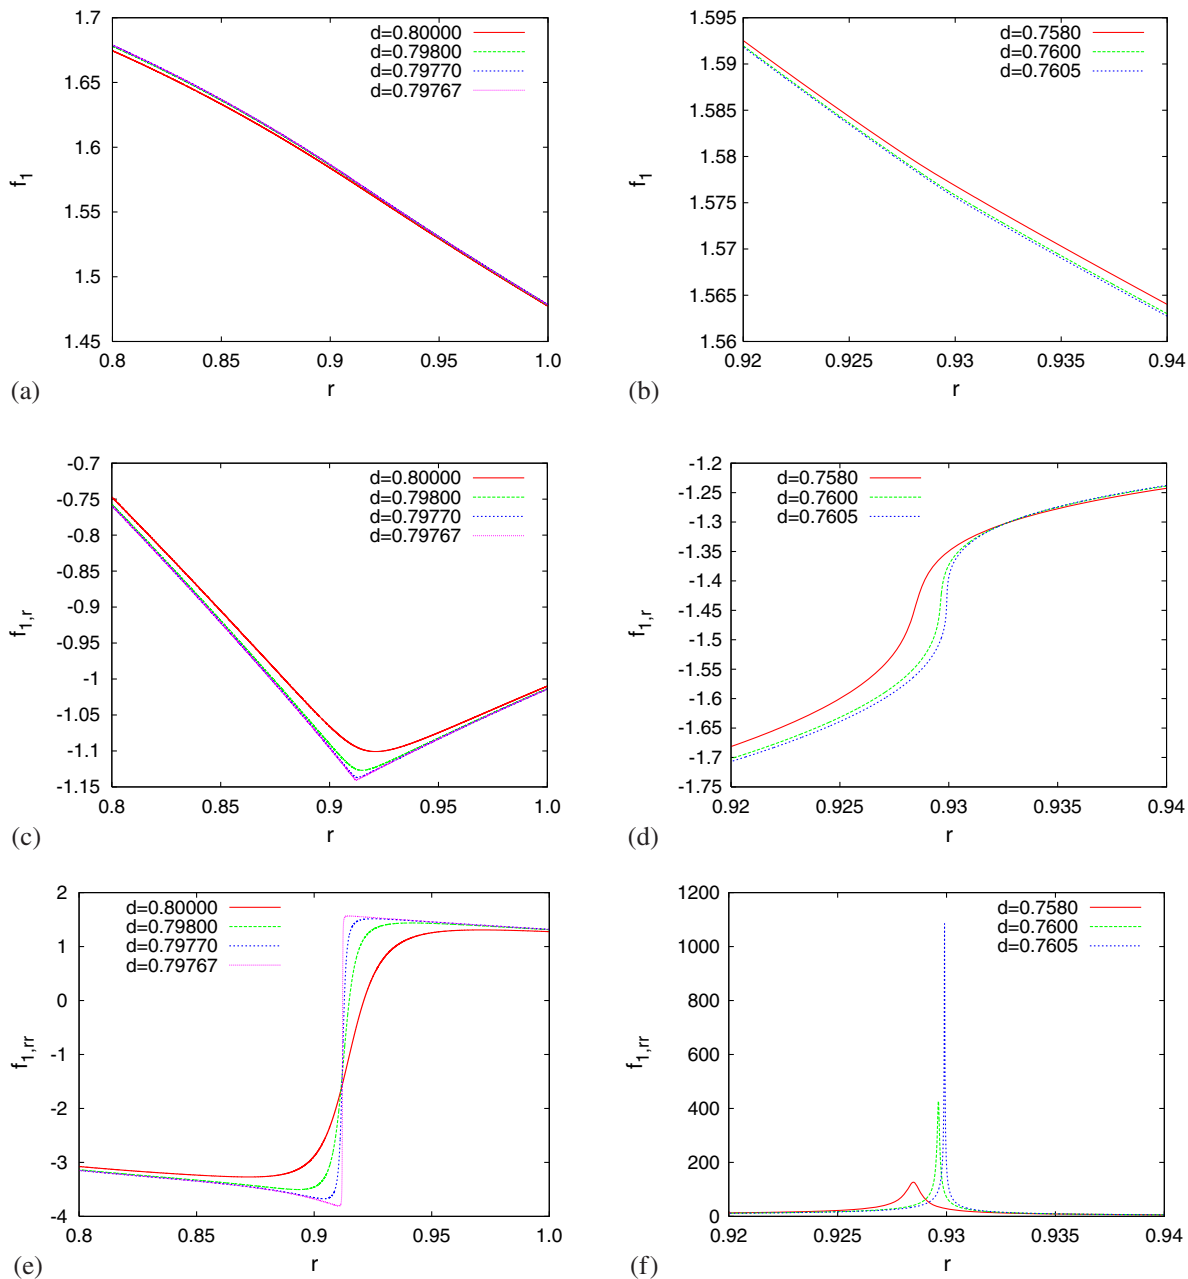 1.7
1.65
1.6
1.55
1.5
1.45
f1
0.8
0.85
0.9
0.95
1.0
r
d=0.80000
d=0.79800
d=0.79770
d=0.79767
(a)
1.595
1.59
1.585
1.58
1.575
1.57
1.565
1.56
f1
0.92
0.925
0.93
0.935
0.94
r
d=0.7580
d=0.7600
d=0.7605
(b)
-0.7
-0.75
-0.8
-0.85
-0.9
-0.95
-1
-1.05
-1.1
-1.15
f1,r
0.8
0.85
0.9
0.95
1.0
r
d=0.80000
d=0.79800
d=0.79770
d=0.79767
(c)
-1.2
-1.25
-1.3
-1.35
-1.4
-1.45
-1.5
-1.55
-1.6
-1.65
-1.7
-1.75
f1,r
0.92
0.925
0.93
0.935
0.94
r
d=0.7580
d=0.7600
d=0.7605
(d)
2
1
0
-1
-2
-3
-4
f1,rr
0.8
0.85
0.9
0.95
1.0
r
d=0.80000
d=0.79800
d=0.79770
d=0.79767
(e)
1200
1000
800
600
400
200
0
f1,rr
0.92
0.925
0.93
0.935
0.94
r
d=0.7580
d=0.7600
d=0.7605
(f)